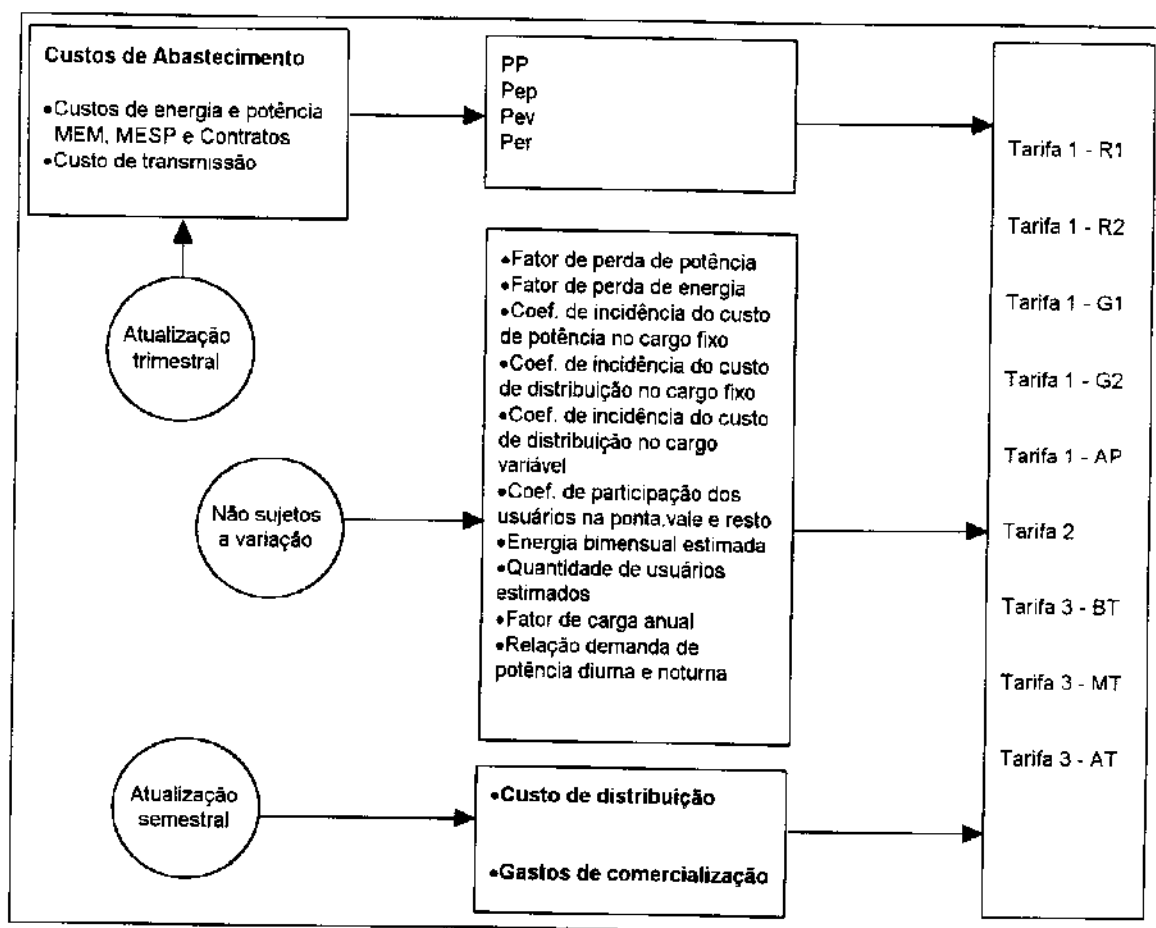 Custos de Abastecimento
•Custos de energia e potência
MEM, MESP e Contratos
•Custo de transmissão
PP
Pep
Pev
Per
Atualização
trimestral
•Fator de perda de potência
•Fator de perda de energia
•Coef. de incidência do custo
de potência no cargo fixo
•Coef. de incidência do custo
de distribuição no cargo fixo
•Coef. de incidência do custo
de distribuição no cargo
variável
•Coef. de participação dos
usuários na ponta,vale e resto
•Energia bimensual estimada
•Quantidade de usuários
estimados
•Fator de carga anual
•Relação demanda de
potência diurna e noturna
Não sujetos
a variação
Atualização
semestral
•Custo de distribuição
•Gastos de comercialização
Tarifa 1 - R1
Tarifa 1 - R2
Tarifa 1 - G1
Tarifa 1 - G2
Tarifa 1 - AP
Tarifa 2
Tarifa 3 - BT
Tarifa 3 - MT
Tarifa 3 - AT